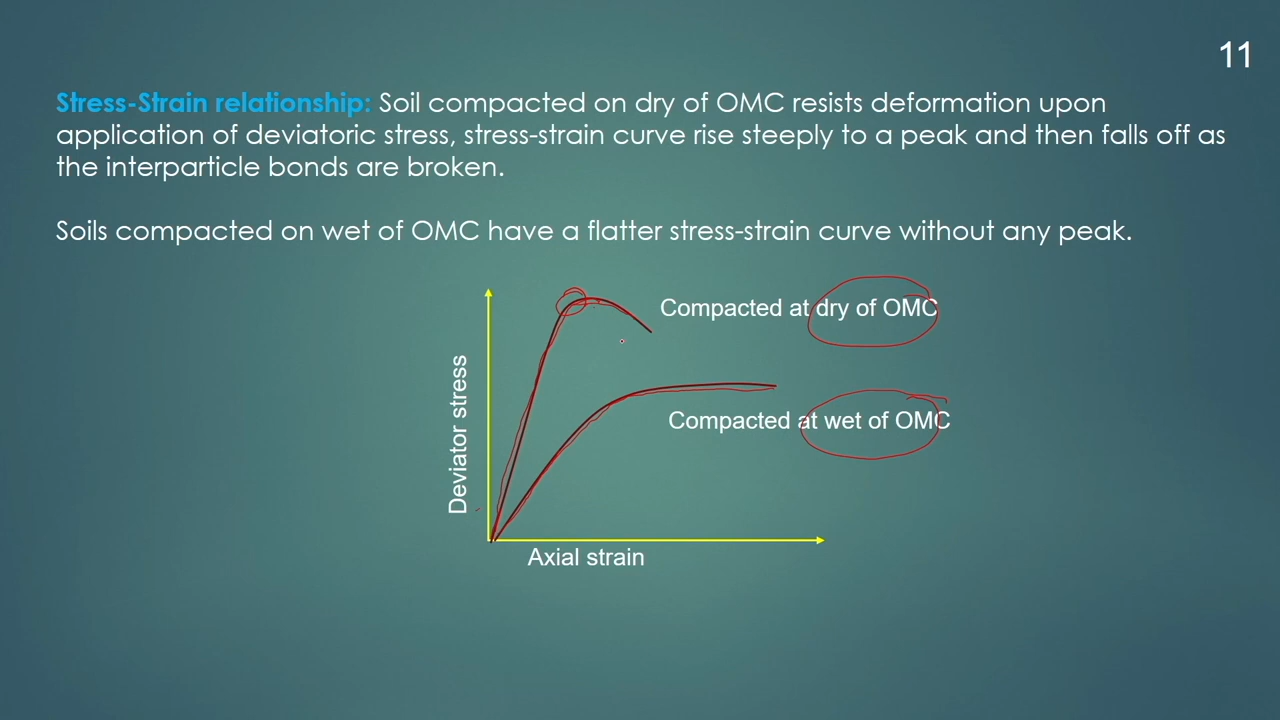 11
Stress-Strain relationship: Soil compacted on dry of OMC resists deformation upon
application of deviatoric stress, stress-strain curve rise steeply to a peak and then falls off as
the interparticle bonds are broken.
Soils compacted on wet of OMC have a flatter stress-strain curve without any peak.
Compacted at dry of OMC
Compacted at wet of OMC
Deviator stress
Axial strain